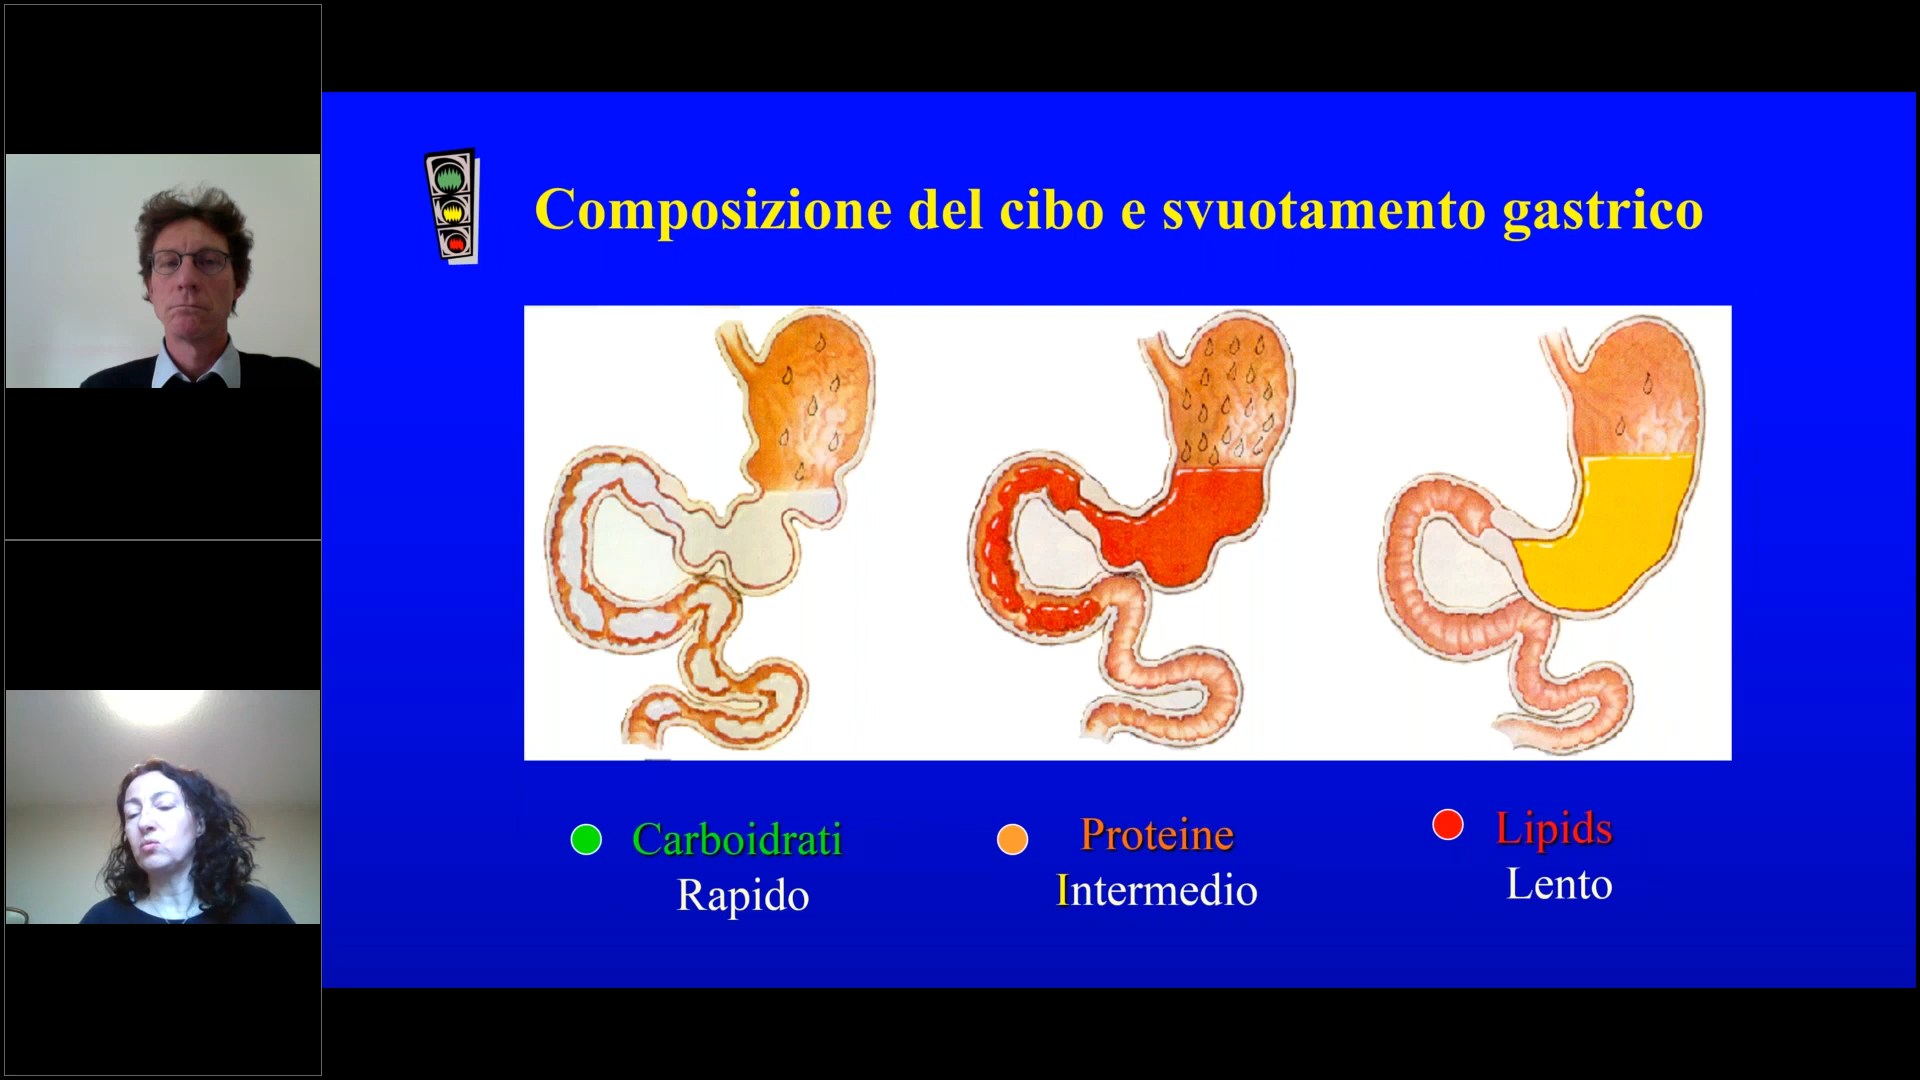 Composizione del cibo e svuotamento gastrico
Carboidrati
Rapido
Proteine
Intermedio
Lipids
Lento